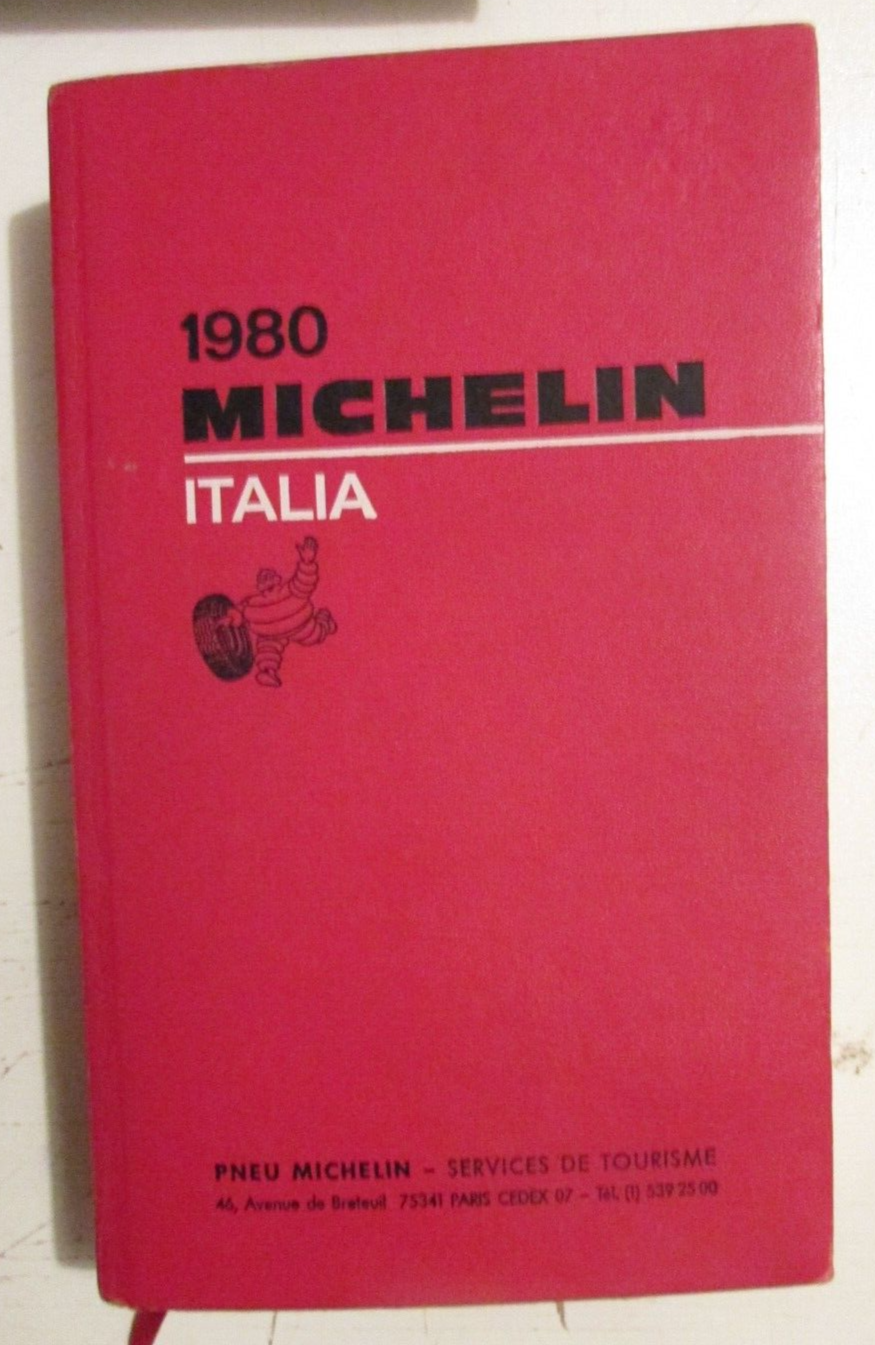 1980
MICHELIN
ITALIA
PNEU MICHELIN – SERVICES DE TOURISME
46, Avenue de Breteuil 75341 PARIS CEDEX 07 – Tél. (1) 539 25 00